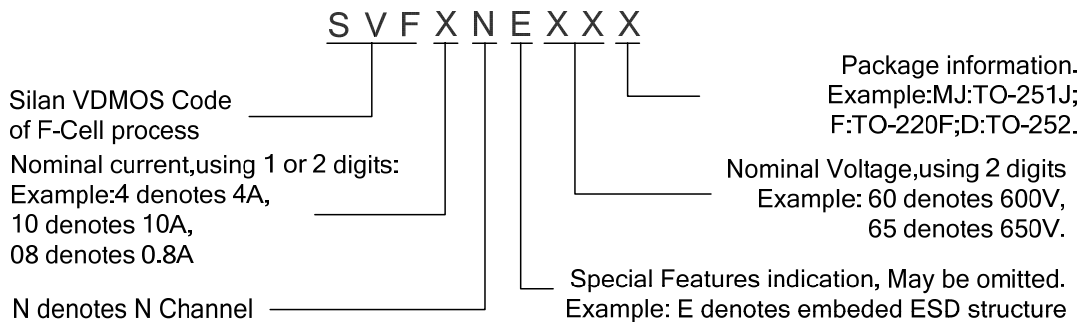 S V F X N E X X X
Package information.
Example:MJ:TO-251J;
F:TO-220F;D:TO-252.
Silan VDMOS Code
of F-Cell process
Nominal current,using 1 or 2 digits:
Example:4 denotes 4A,
10 denotes 10A,
08 denotes 0.8A
Nominal Voltage,using 2 digits
Example: 60 denotes 600V,
65 denotes 650V.
N denotes N Channel
Special Features indication, May be omitted.
Example: E denotes embeded ESD structure